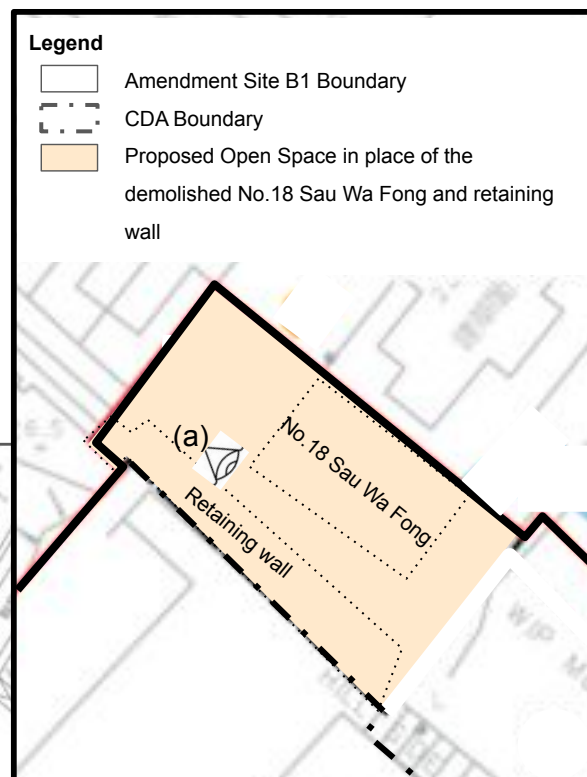 Legend
Amendment Site B1 Boundary
CDA Boundary
Proposed Open Space in place of the
demolished No.18 Sau Wa Fong and retaining
wall
(a)
No.18 Sau Wa Fong
Retaining wall